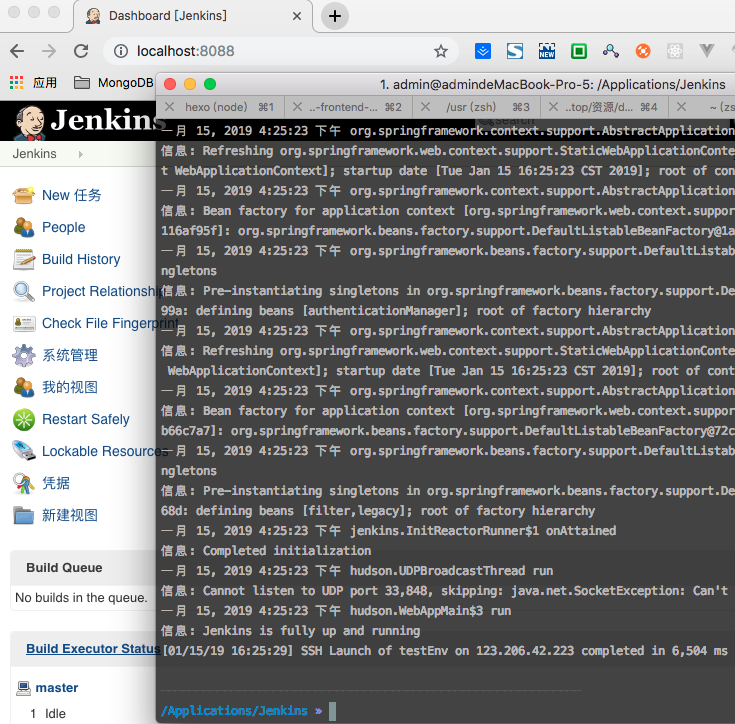 Dashboard [Jenkins]
localhost:8088
NEW
应用
MongoDB
1. admin@admindeMacBook-Pro-5: /Applications/Jenkins
hexo (node) ⌘1
..-frontend-... ⌘2
/usr (zsh) ⌘3
..top/资源/d... ⌘4
~ (zs
Jenkins
search
Jenkins
New 任务
People
Build History
Project Relationship
Check File Fingerprint
系统管理
我的视图
Restart Safely
Lockable Resources
凭据
新建视图
Build Queue
No builds in the queue.
Build Executor Status
master
1 Idle
一月 15, 2019 4:25:23 下午 org.springframework.context.support.AbstractApplication
信息: Refreshing org.springframework.web.context.support.StaticWebApplicationConte
t WebApplicationContext]; startup date [Tue Jan 15 16:25:23 CST 2019]; root of con
一月 15, 2019 4:25:23 下午 org.springframework.context.support.AbstractApplication
信息: Bean factory for application context [org.springframework.web.context.suppor
116af95f]: org.springframework.beans.factory.support.DefaultListableBeanFactory@1a
一月 15, 2019 4:25:23 下午 org.springframework.beans.factory.support.DefaultListab
ngletons
信息: Pre-instantiating singletons in org.springframework.beans.factory.support.De
99a: defining beans [authenticationManager]; root of factory hierarchy
一月 15, 2019 4:25:23 下午 org.springframework.context.support.AbstractApplication
信息: Refreshing org.springframework.web.context.support.StaticWebApplicationConte
WebApplicationContext]; startup date [Tue Jan 15 16:25:23 CST 2019]; root of cont
一月 15, 2019 4:25:23 下午 org.springframework.context.support.AbstractApplication
信息: Bean factory for application context [org.springframework.web.context.suppor
b66c7a7]: org.springframework.beans.factory.support.DefaultListableBeanFactory@72c
一月 15, 2019 4:25:23 下午 org.springframework.beans.factory.support.DefaultListab
ngletons
信息: Pre-instantiating singletons in org.springframework.beans.factory.support.De
68d: defining beans [filter,legacy]; root of factory hierarchy
一月 15, 2019 4:25:23 下午 jenkins.InitReactorRunner$1 onAttained
信息: Completed initialization
一月 15, 2019 4:25:23 下午 hudson.UDPBroadcastThread run
信息: Cannot listen to UDP port 33,848, skipping: java.net.SocketException: Can't
一月 15, 2019 4:25:23 下午 hudson.WebAppMain$3 run
信息: Jenkins is fully up and running
[01/15/19 16:25:29] SSH Launch of testEnv on 123.206.42.223 completed in 6,504 ms
/Applications/Jenkins »